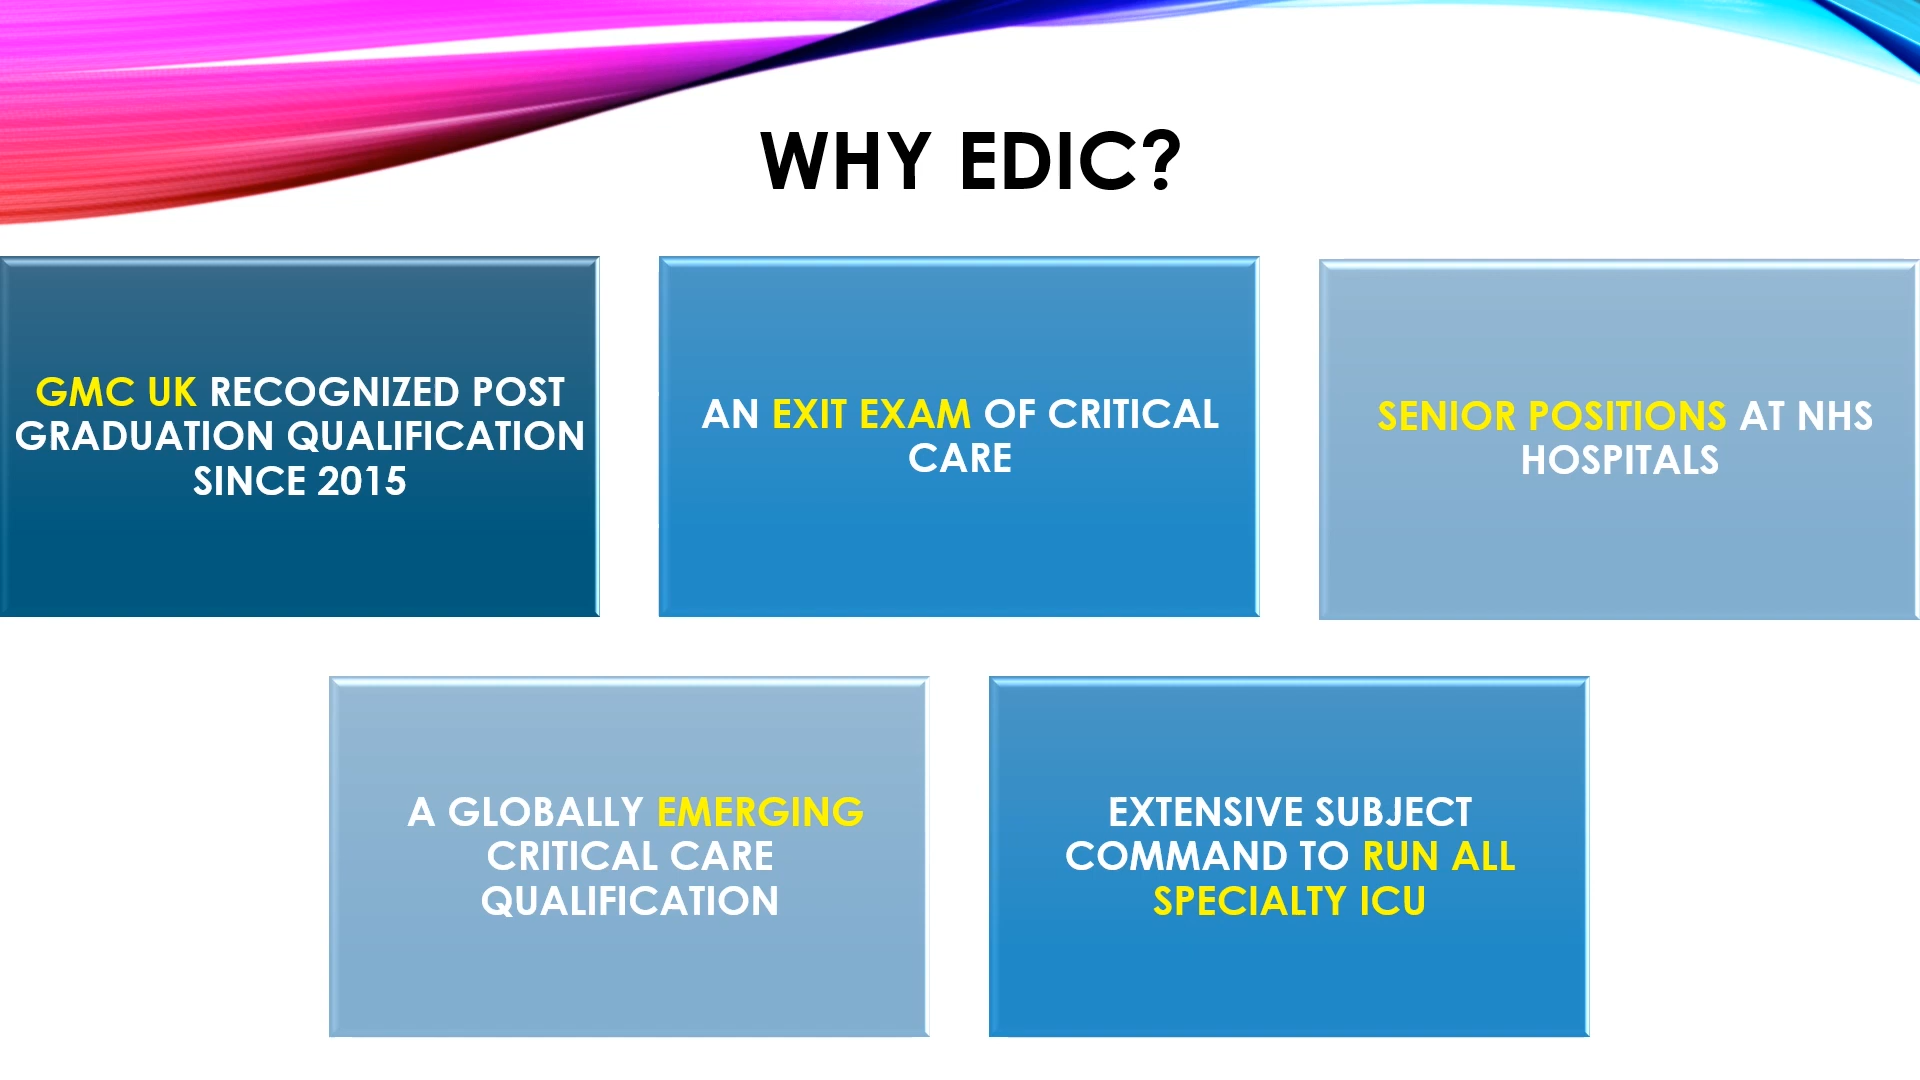 WHY EDIC?
GMC UK RECOGNIZED POST
GRADUATION QUALIFICATION
SINCE 2015
AN EXIT EXAM OF CRITICAL
CARE
SENIOR POSITIONS AT NHS
HOSPITALS
A GLOBALLY EMERGING
CRITICAL CARE
QUALIFICATION
EXTENSIVE SUBJECT
COMMAND TO RUN ALL
SPECIALTY ICU